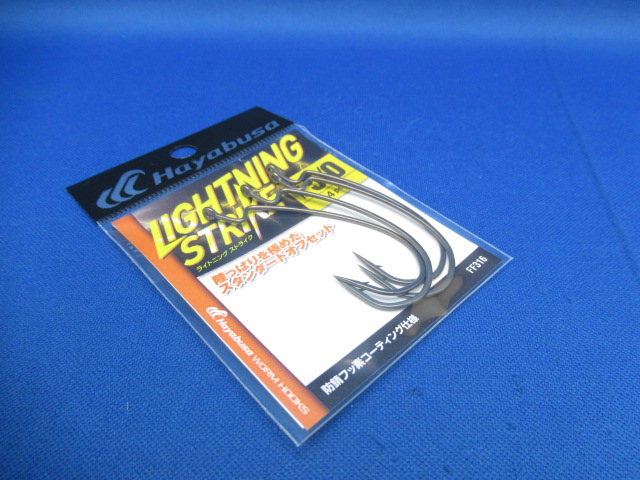 Hayabusa
LIGHTNING
STRIKE
ライトニング ストライク
陸っぱりを極めた
スタンダードオフセット
FF316
防錆フッ素コーティング仕様
Hayabusa WORM HOOKS